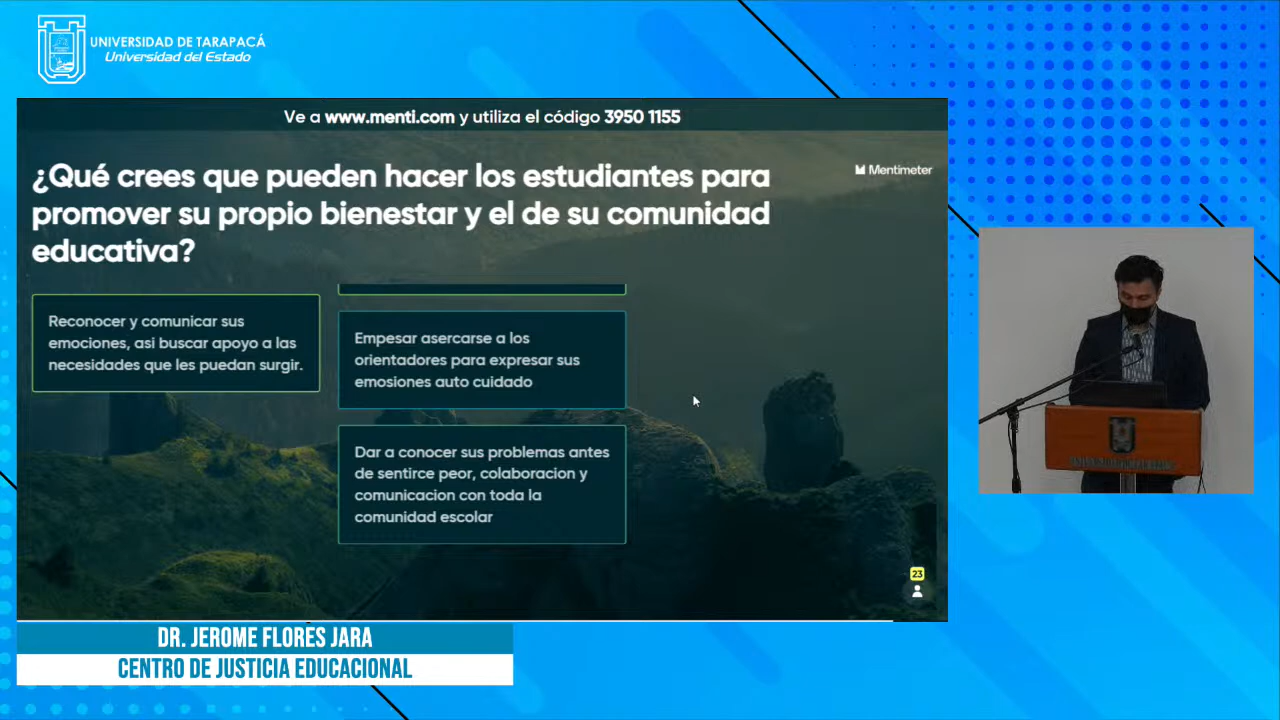 UNIVERSIDAD DE TARAPACÁ
Universidad del Estado
Ve a www.menti.com y utiliza el código 3950 1155
Mentimeter
¿Qué crees que pueden hacer los estudiantes para
promover su propio bienestar y el de su comunidad
educativa?
Reconocer y comunicar sus
emociones, asi buscar apoyo a las
necesidades que les puedan surgir.
Empesar asercarse a los
orientadores para expresar sus
emosiones auto cuidado
Dar a conocer sus problemas antes
de sentirce peor, colaboracion y
comunicacion con toda la
comunidad escolar
23
DR. JEROME FLORES JARA
CENTRO DE JUSTICIA EDUCACIONAL